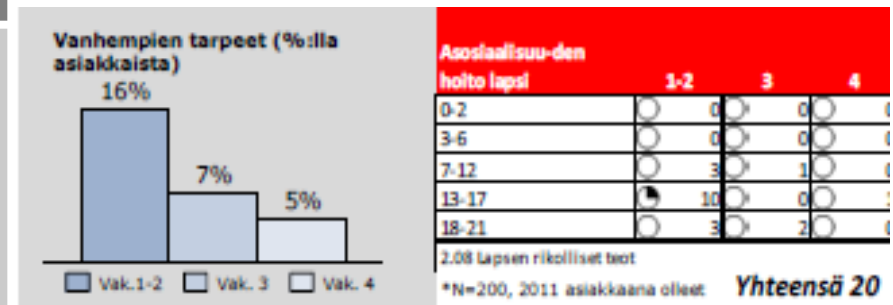 Vanhempien tarpeet (%:lla
asiakkaista)
16%
7%
5%
Vak.1-2 Vak. 3 Vak. 4
Asosiaalisuu-den
hoito lapsi 1-2 3 4
0-2 0 0
3-6 0 0
7-12 3 1
13-17 10 0
18-21 3 2
2.08 Lapsen rikolliset teot
*N=200, 2011 asiakkaana olleet Yhteensä 20